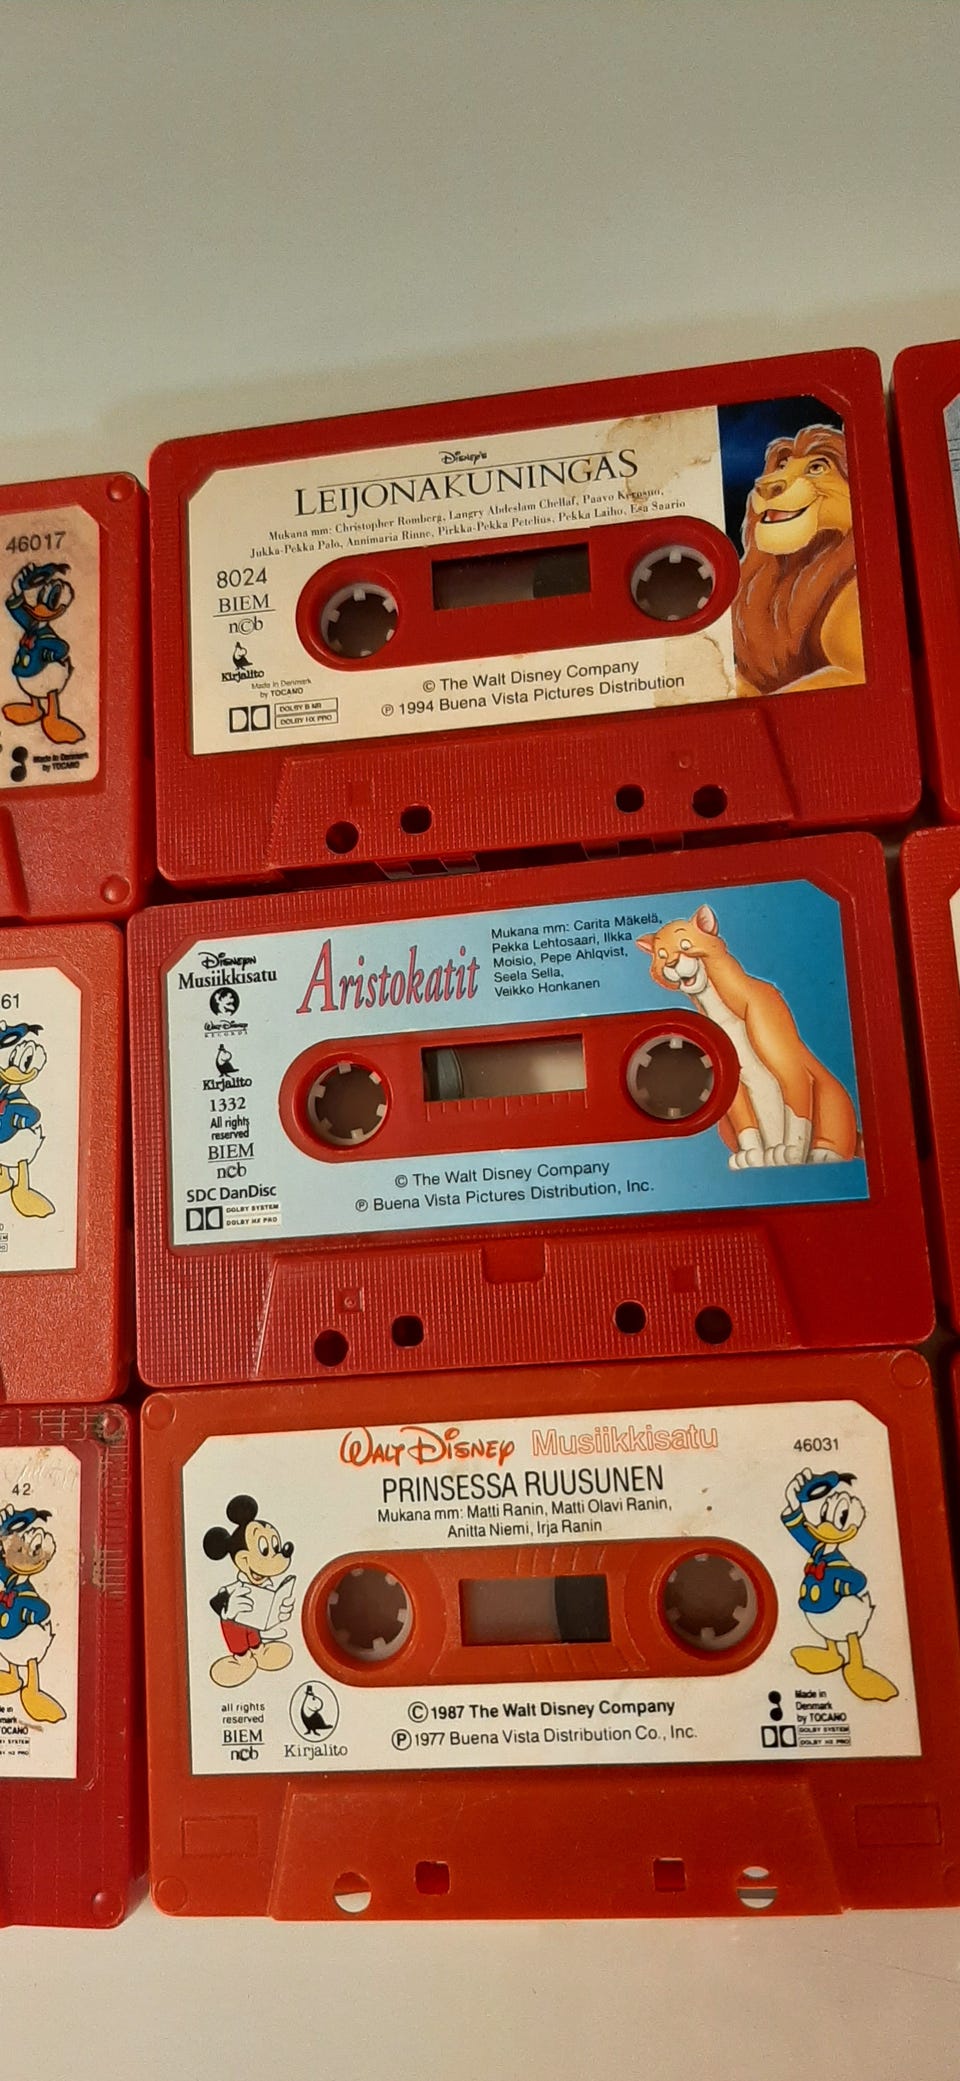 46017
Made in Denmark
by TOCANO
DISNEY'S
LEIJONAKUNINGAS
Mukana mm: Christopher Romberg, Langry Abdeslam Chellaf, Paavo Kerosuo,
Jukka-Pekka Palo, Annimaria Rinne, Pirkka-Pekka Petelius, Pekka Laiho, Esa Saario
8024
BIEM
n©b
Kirjalito
Made in Denmark
by TOCANO
DOLBY B NR
DOLBY HX PRO
© The Walt Disney Company
℗ 1994 Buena Vista Pictures Distribution
61
DISNEYN
Musiikkisatu
WALT DISNEY
RECORDS
Kirjalito
1332
All rights
reserved
BIEM
ncb
SDC DanDisc
DOLBY SYSTEM
DOLBY HX PRO
Aristokatit
Mukana mm: Carita Mäkelä,
Pekka Lehtosaari, Ilkka
Moisio, Pepe Ahlqvist,
Seela Sella,
Veikko Honkanen
© The Walt Disney Company
℗ Buena Vista Pictures Distribution, Inc.
42
TOCANO
WALT DISNEY Musiikkisatu
46031
PRINSESSA RUUSUNEN
Mukana mm: Matti Ranin, Matti Olavi Ranin,
Anitta Niemi, Irja Ranin
all rights
reserved
BIEM
ncb
Kirjalito
©1987 The Walt Disney Company
℗1977 Buena Vista Distribution Co., Inc.
Made in
Denmark
by TOCANO
DOLBY SYSTEM
DOLBY HX PRO